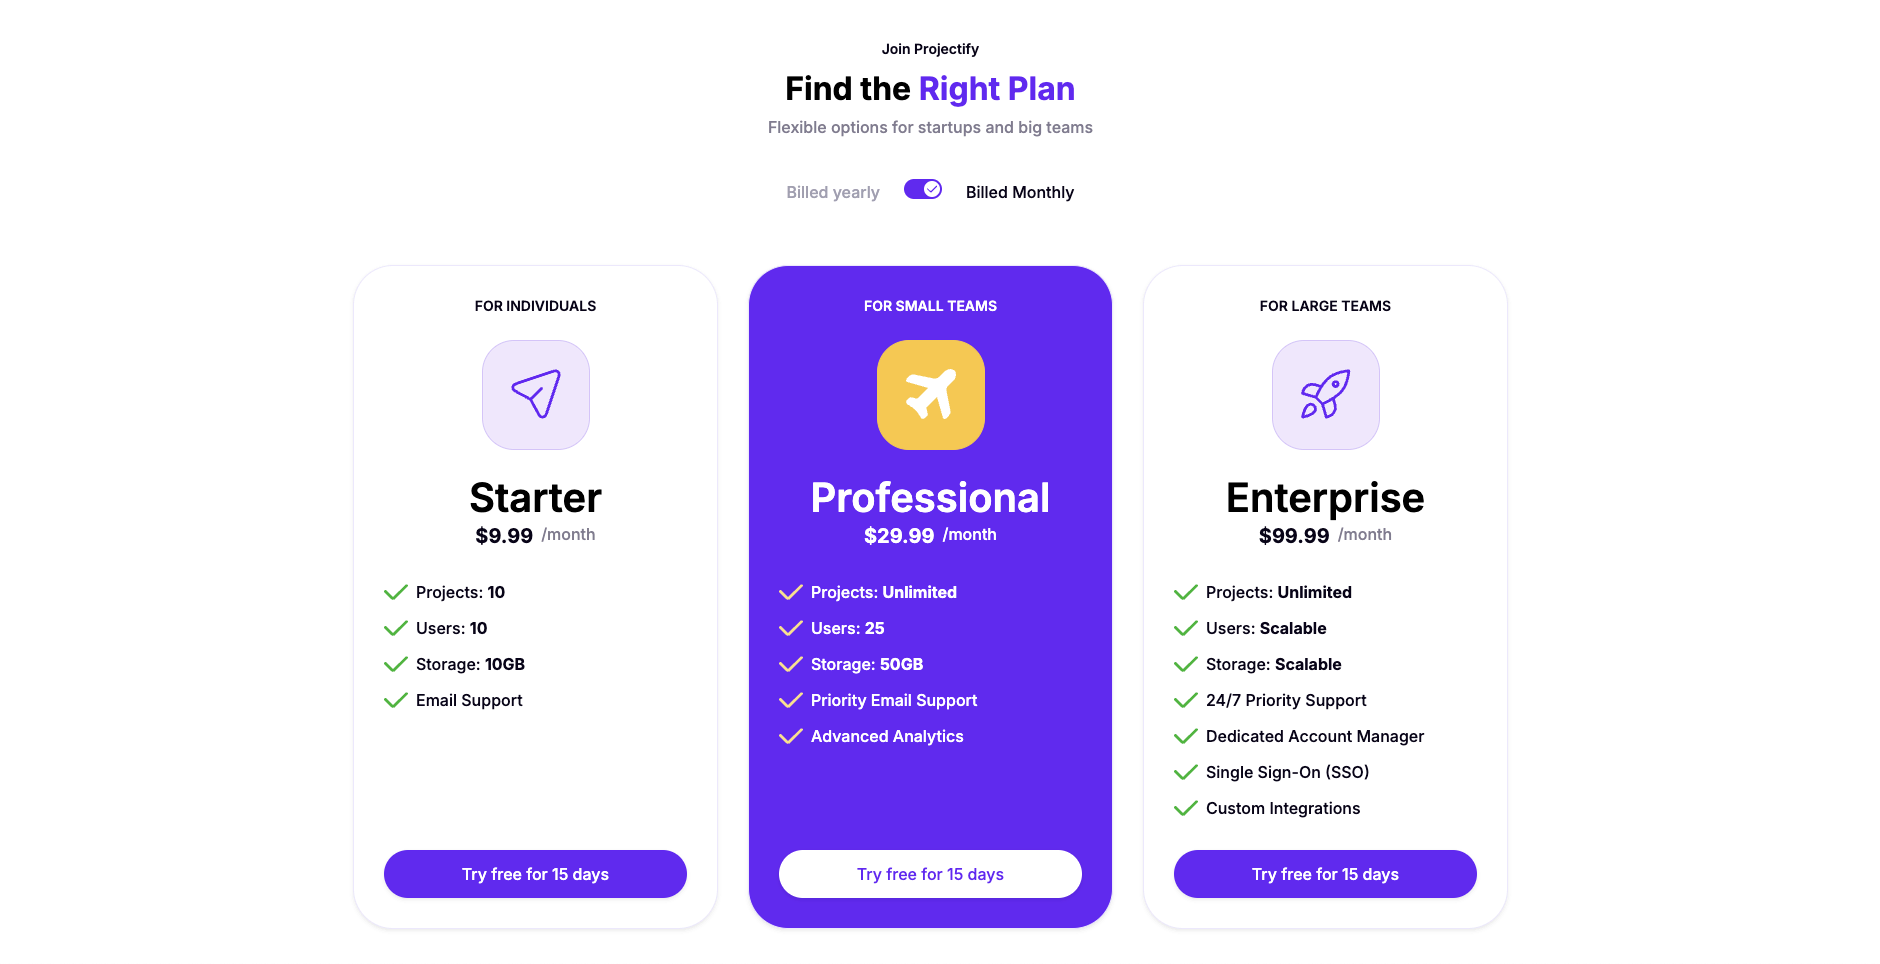 Join Projectify
Find the Right Plan
Flexible options for startups and big teams
Billed yearly
Billed Monthly
FOR INDIVIDUALS
Starter
$9.99 /month
Projects: 10
Users: 10
Storage: 10GB
Email Support
Try free for 15 days
FOR SMALL TEAMS
Professional
$29.99 /month
Projects: Unlimited
Users: 25
Storage: 50GB
Priority Email Support
Advanced Analytics
Try free for 15 days
FOR LARGE TEAMS
Enterprise
$99.99 /month
Projects: Unlimited
Users: Scalable
Storage: Scalable
24/7 Priority Support
Dedicated Account Manager
Single Sign-On (SSO)
Custom Integrations
Try free for 15 days